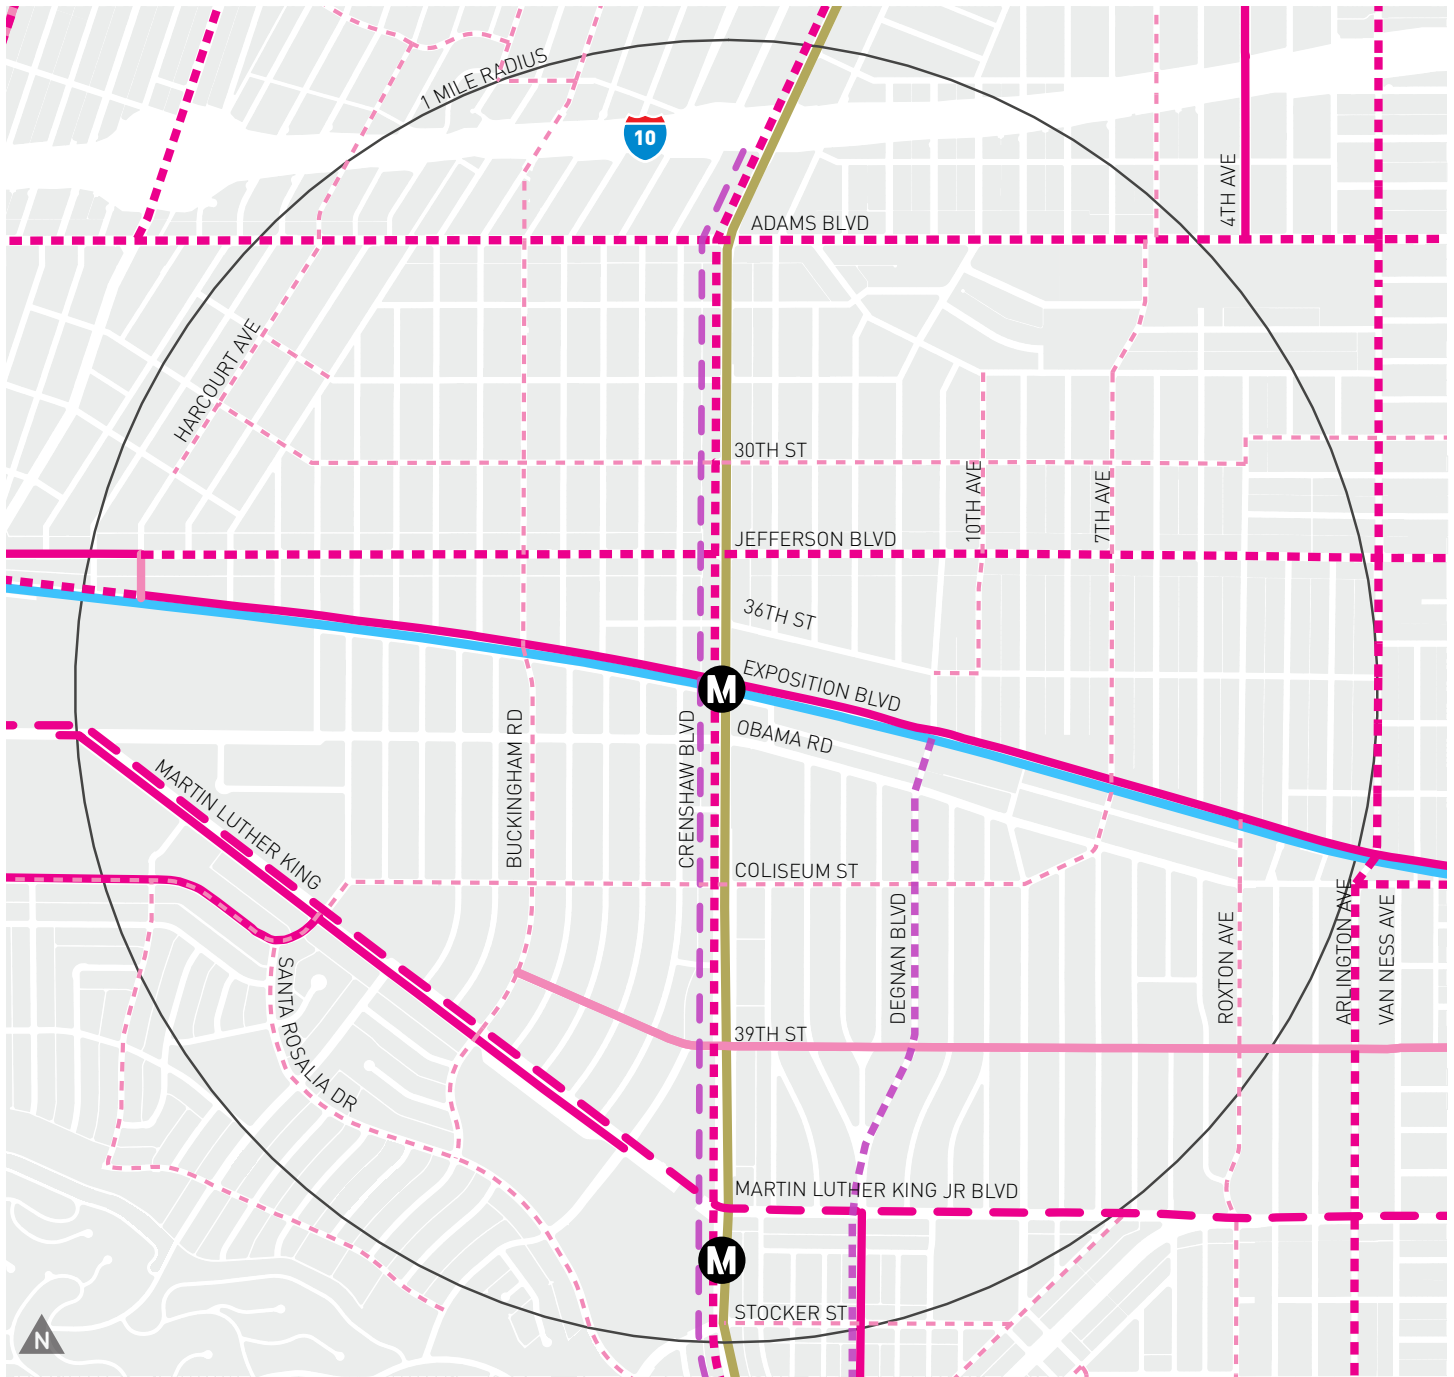 1 MILE RADIUS
10
4TH AVE
ADAMS BLVD
HARCOURT AVE
30TH ST
10TH AVE
7TH AVE
JEFFERSON BLVD
36TH ST
EXPOSITION BLVD
M
OBAMA RD
BUCKINGHAM RD
CRENSHAW BLVD
MARTIN LUTHER KING
COLISEUM ST
DEGNAN BLVD
ROXTON AVE
ARLINGTON AVE
VAN NESS AVE
SANTA ROSALIA DR
39TH ST
MARTIN LUTHER KING JR BLVD
M
STOCKER ST
N